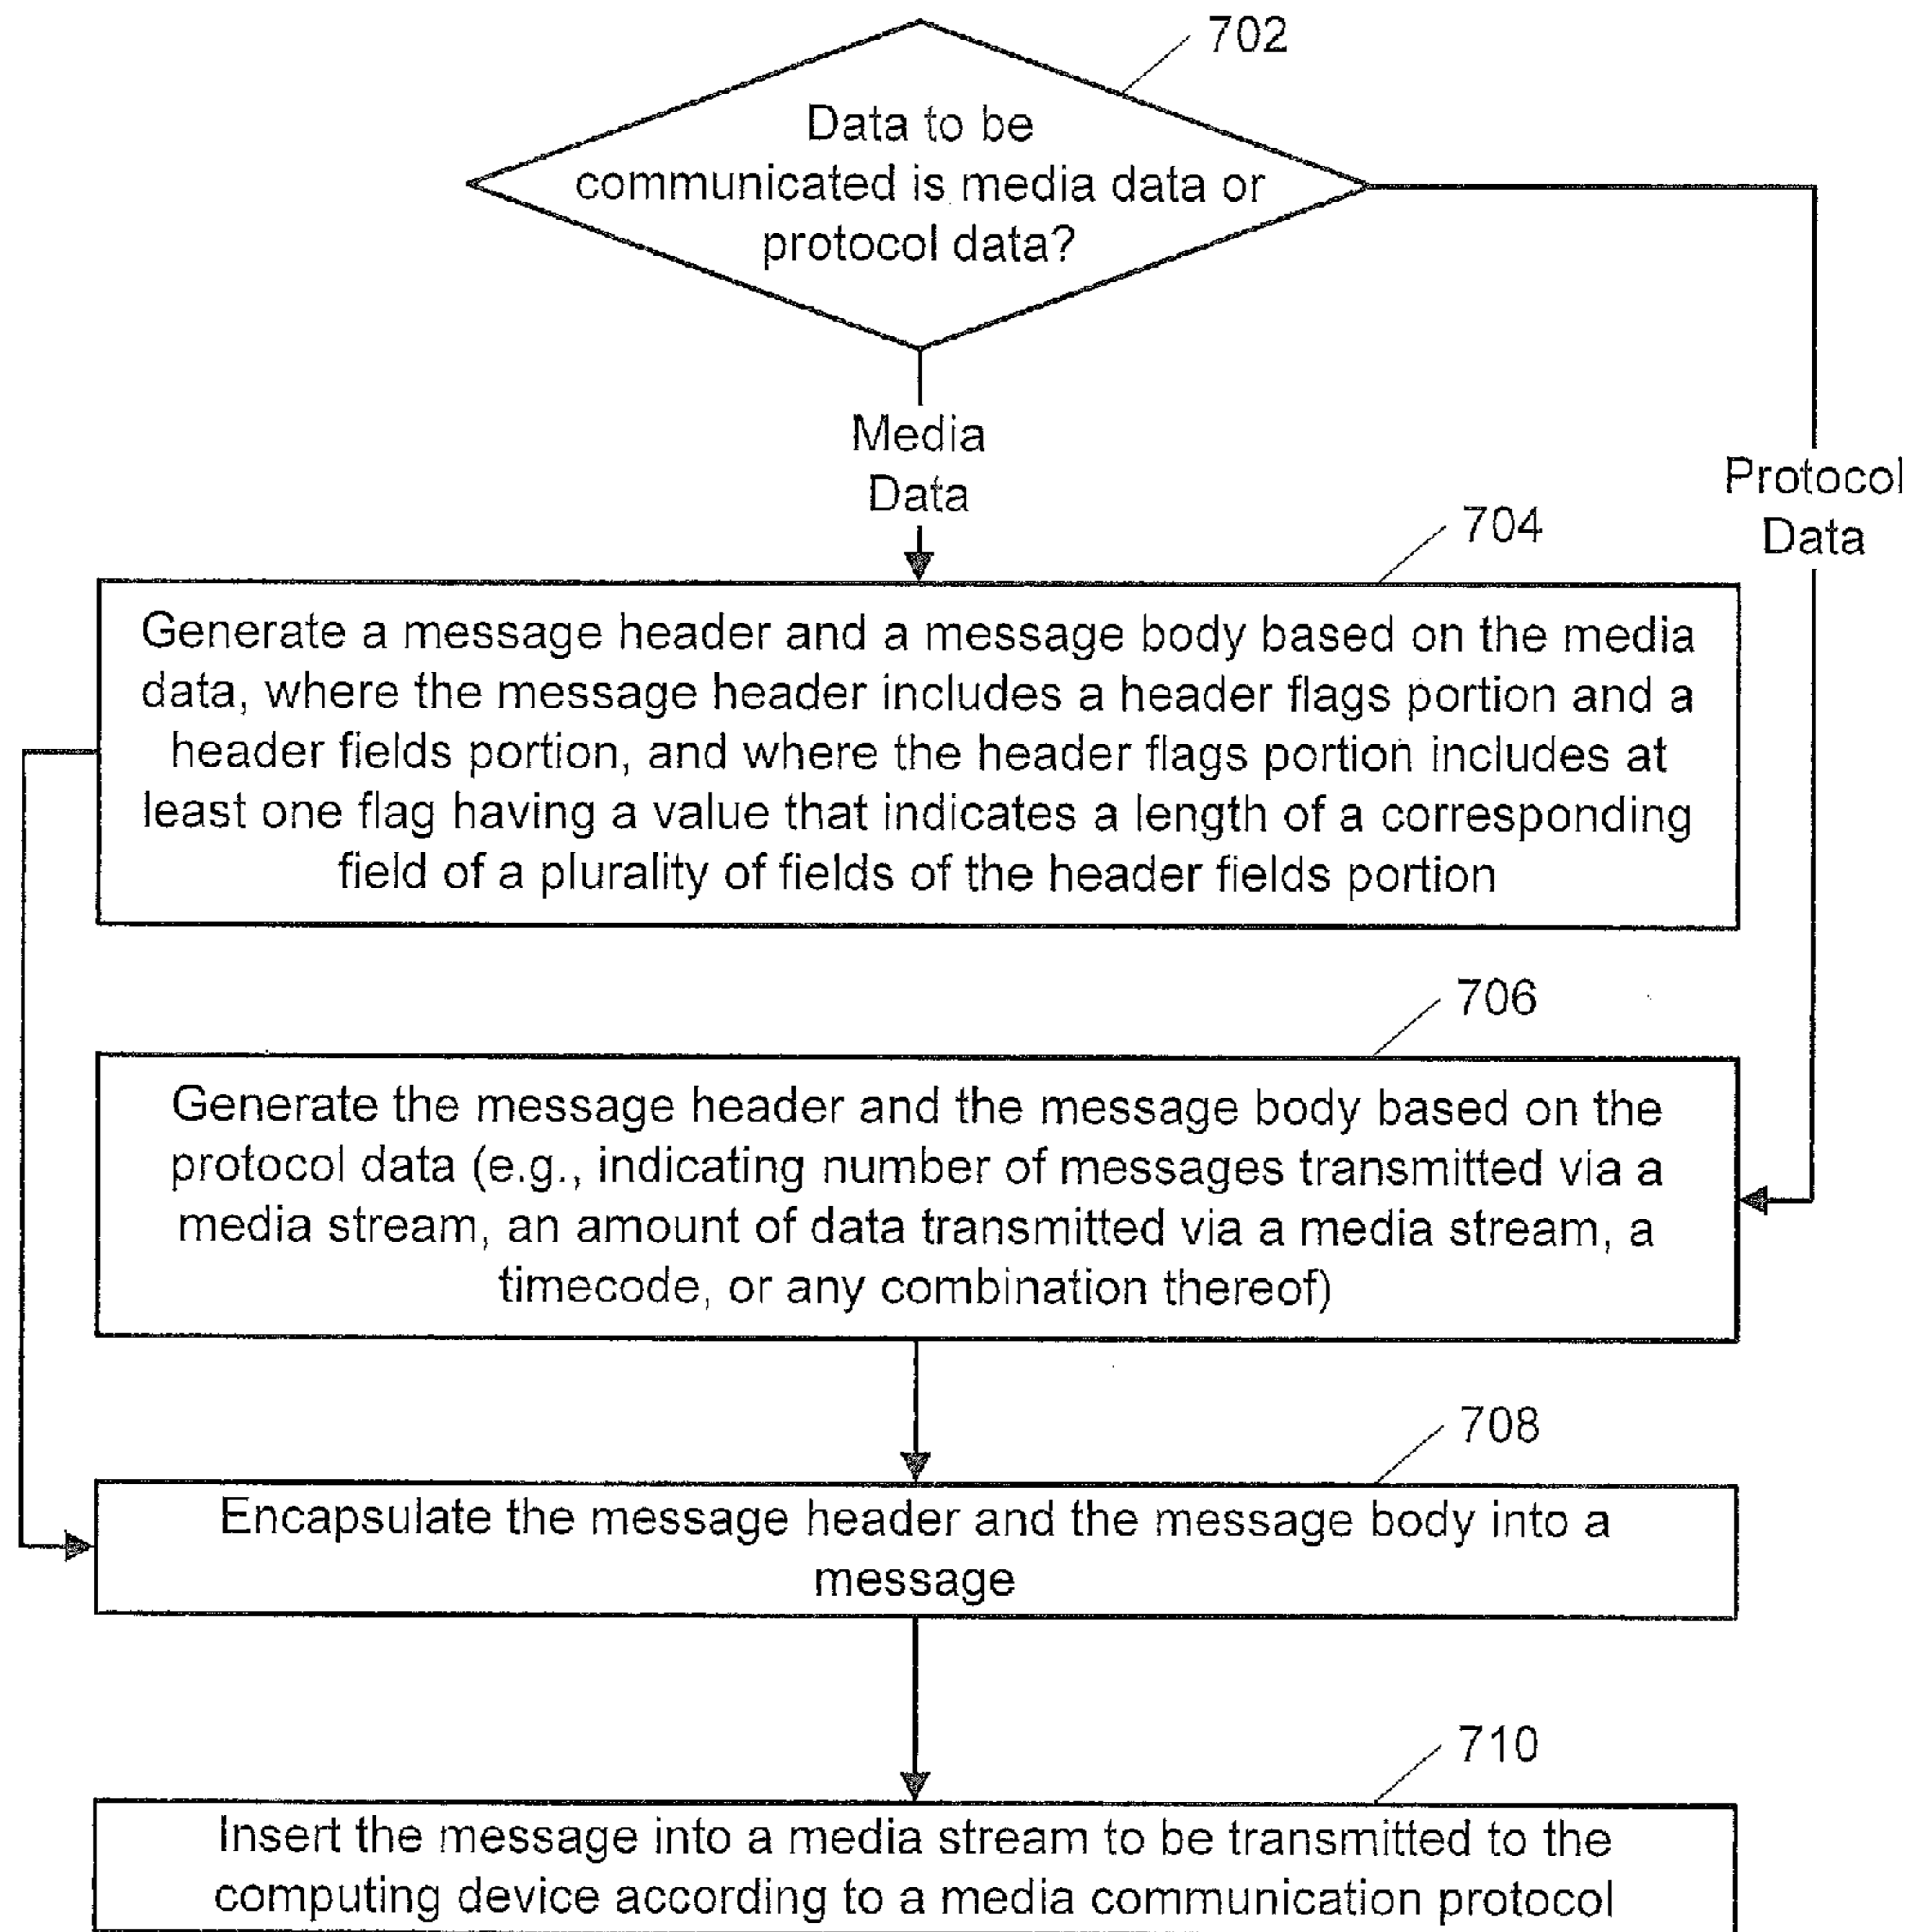 702
Data to be
communicated is media data or
protocol data?
Media
Data
Protocol
Data
704
Generate a message header and a message body based on the media
data, where the message header includes a header flags portion and a
header fields portion, and where the header flags portion includes at
least one flag having a value that indicates a length of a corresponding
field of a plurality of fields of the header fields portion
706
Generate the message header and the message body based on the
protocol data (e.g., indicating number of messages transmitted via a
media stream, an amount of data transmitted via a media stream, a
timecode, or any combination thereof)
708
Encapsulate the message header and the message body into a
message
710
Insert the message into a media stream to be transmitted to the
computing device according to a media communication protocol